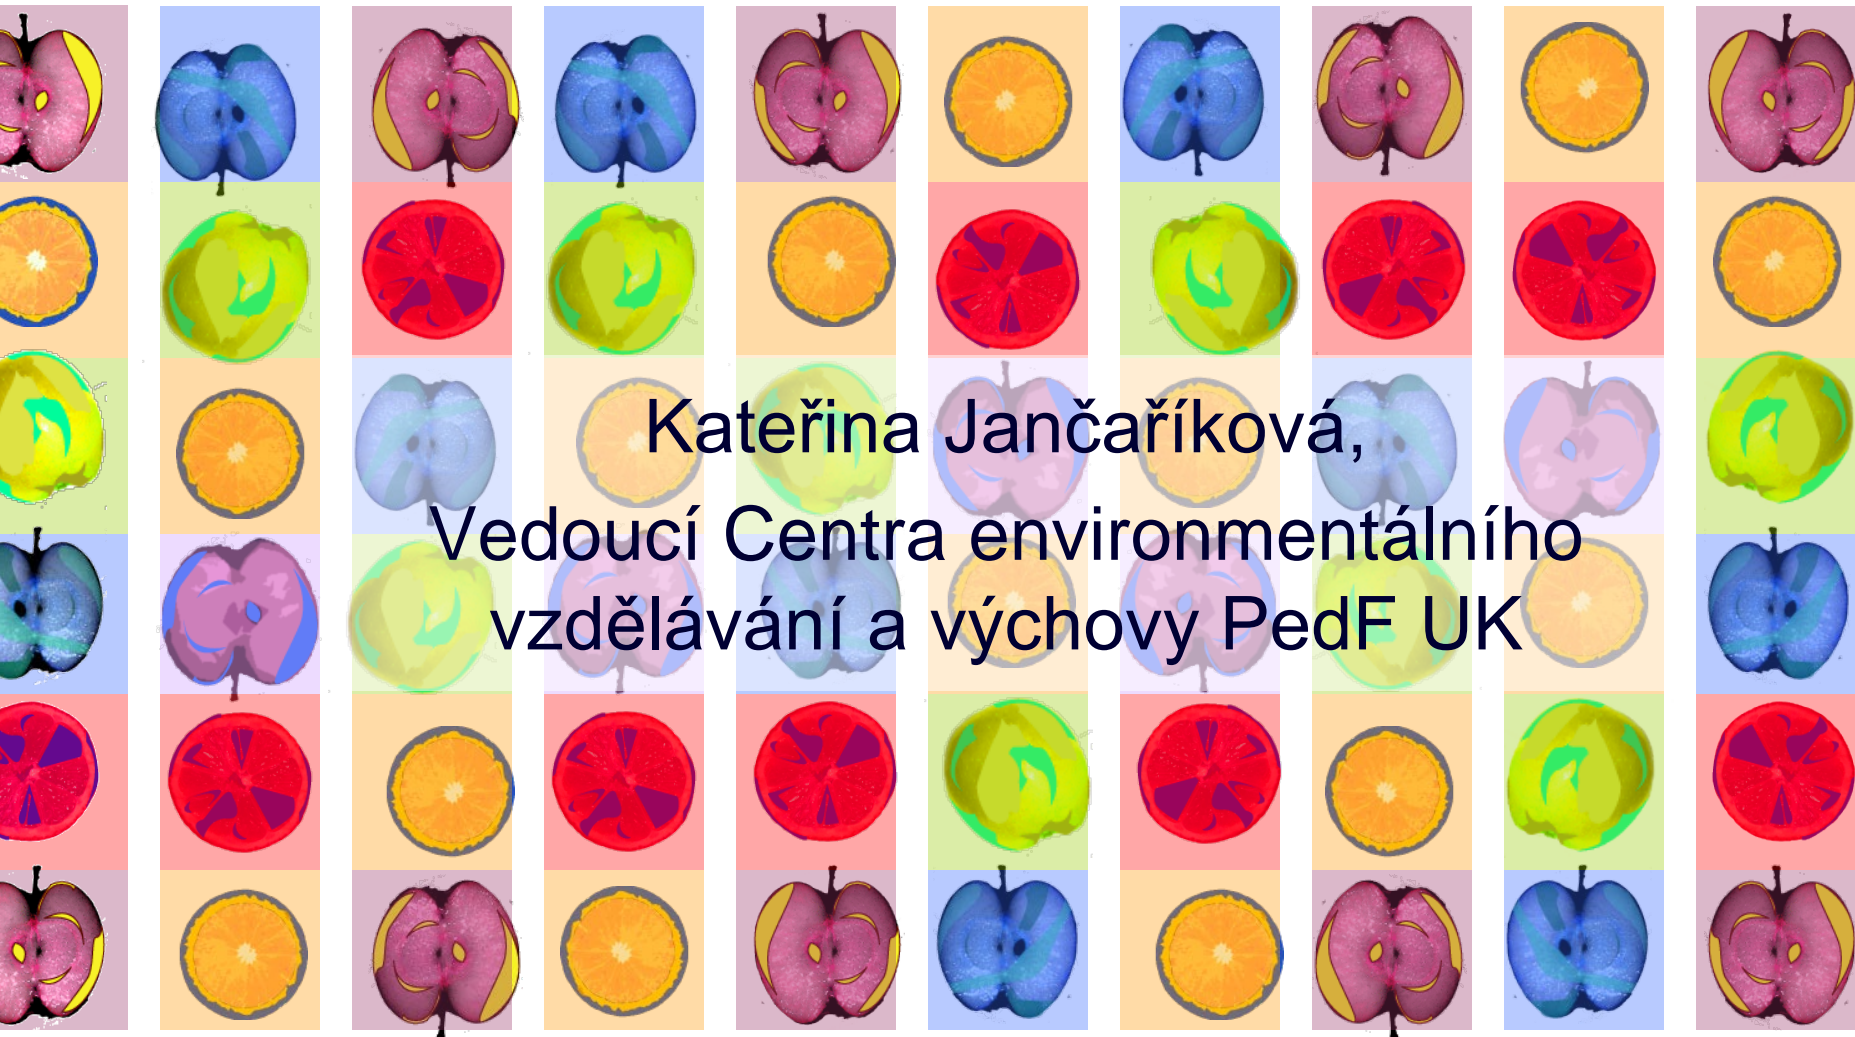 Kateřina Jančaříková,
Vedoucí Centra environmentálního
vzdělávání a výchovy PedF UK